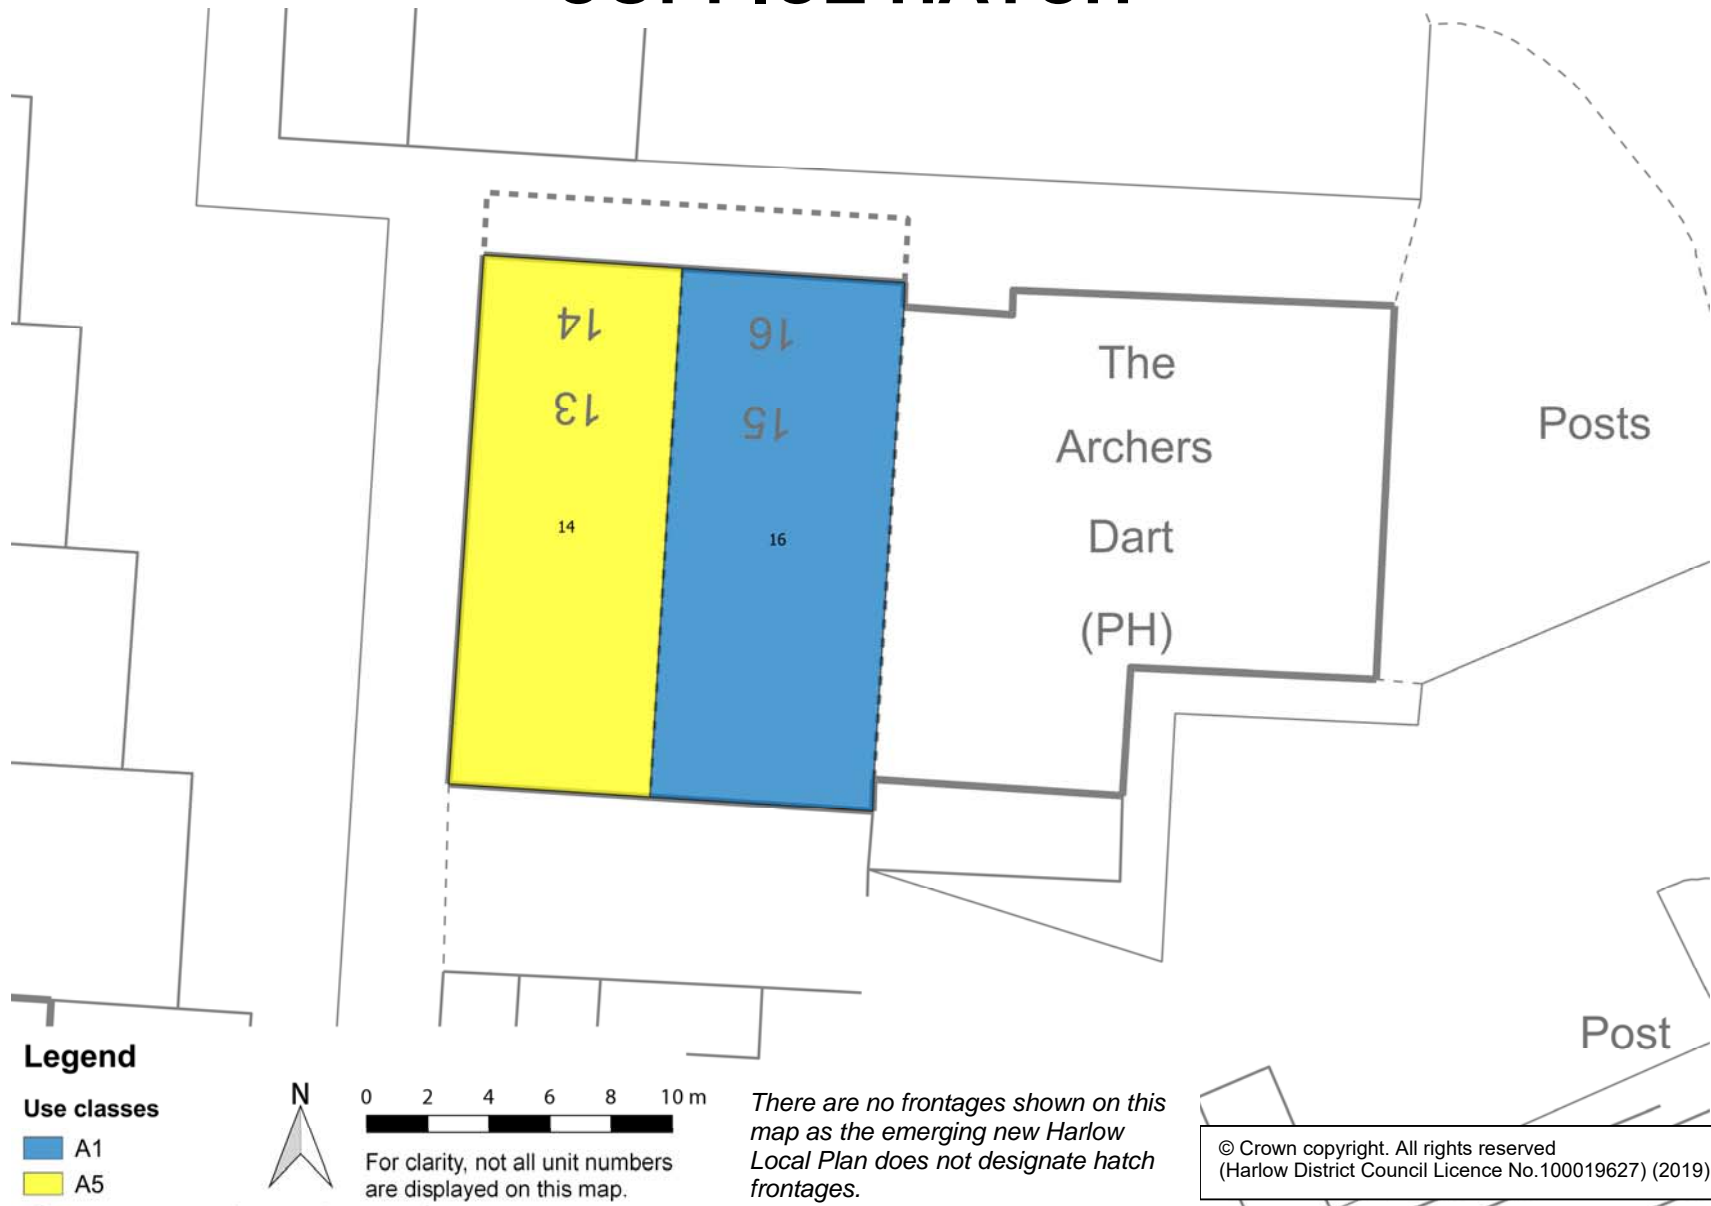 14
16
13
15
14
16
The
Archers
Dart
(PH)
Posts
Post
Legend
Use classes
A1
A5
N
0 2 4 6 8 10 m
For clarity, not all unit numbers
are displayed on this map.
There are no frontages shown on this
map as the emerging new Harlow
Local Plan does not designate hatch
frontages.
© Crown copyright. All rights reserved
(Harlow District Council Licence No.100019627) (2019)